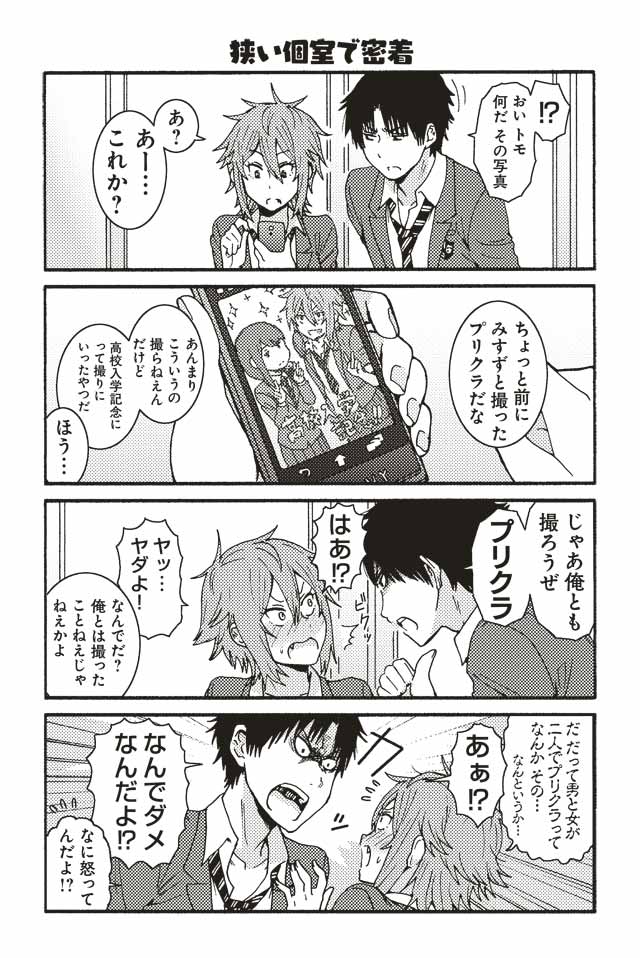 狭い個室で密着
!?
おい トモ
何だ その写真
あ?
あー…
これか?
ちょっと前に
みすずと撮った
プリクラだな
高校入学
記念!!
あんまり
こういうの
撮らねえん
だけど
高校入学記念に
って撮りに
いったやつだ
ほう…
じゃあ俺とも
撮ろうぜ
プリクラ
はあ!?
ビクッ
ヤッ…
ヤダよ!
なんでだ?
俺とは撮った
ことねえじゃ
ねえかよ
だ だって男と女が
二人でプリクラって
なんか その…
なんというか…
あぁ!?
なんでダメ
なんだよ!?
なに怒って
んだよ!?